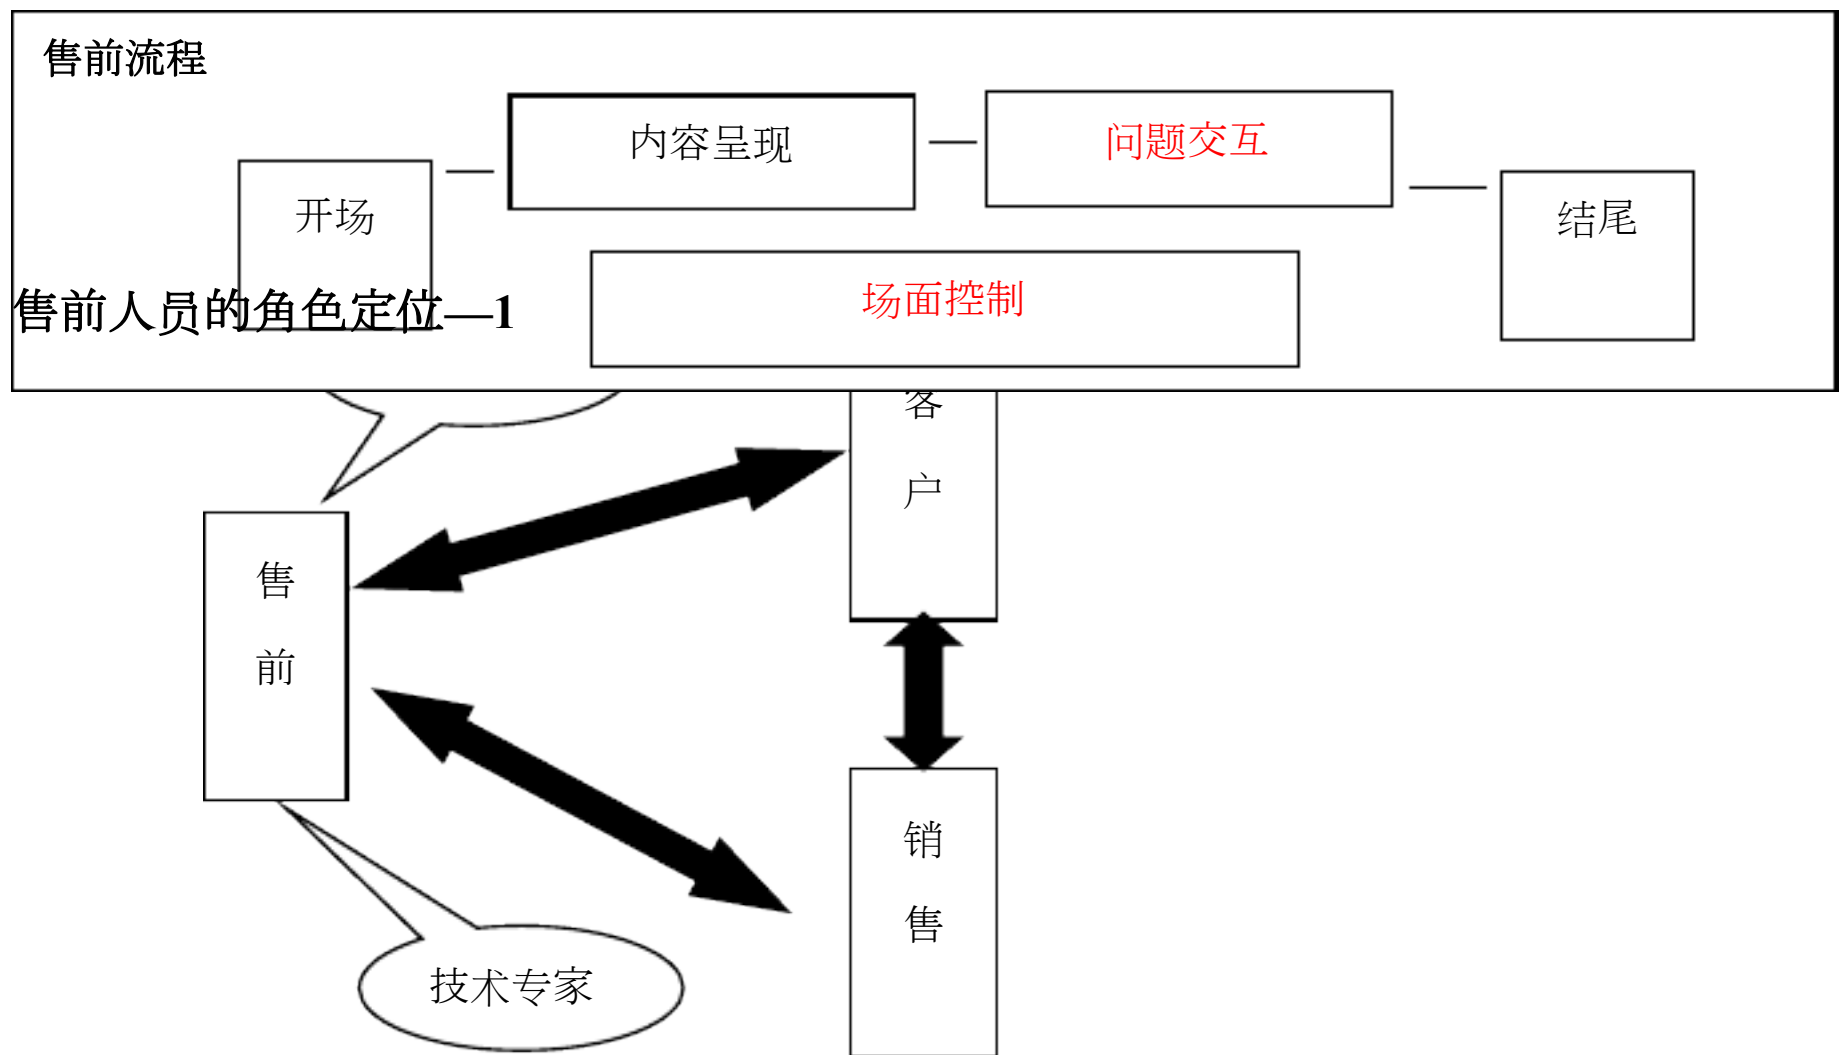 售前流程
内容呈现
问题交互
开场
结尾
场面控制
售前人员的角色定位—1
客
户
售
前
销
售
技术专家